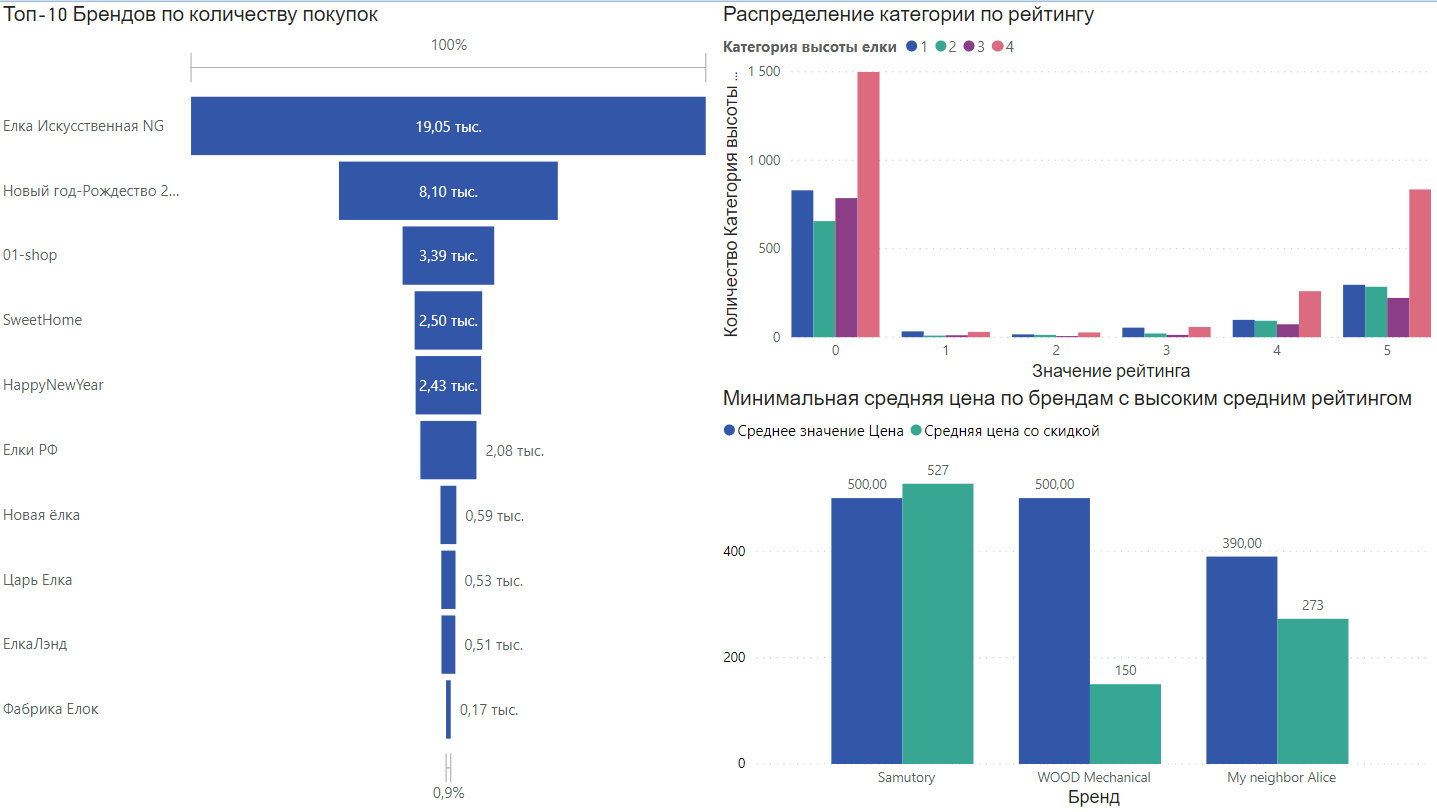 Топ-10 Брендов по количеству покупок
100%
Елка Искусственная NG
19,05 тыс.
Новый год-Рождество 2...
8,10 тыс.
01-shop
3,39 тыс.
SweetHome
2,50 тыс.
HappyNewYear
2,43 тыс.
Елки РФ
2,08 тыс.
Новая ёлка
0,59 тыс.
Царь Елка
0,53 тыс.
ЕлкаЛэнд
0,51 тыс.
Фабрика Елок
0,17 тыс.
0,9%
Распределение категории по рейтингу
Категория высоты елки 1 2 3 4
Количество Категория высоты ...
1 500
1 000
500
0
0 1 2 3 4 5
Значение рейтинга
Минимальная средняя цена по брендам с высоким средним рейтингом
Среднее значение Цена Средняя цена со скидкой
400
200
0
500,00 527
500,00 150
390,00 273
Samutory WOOD Mechanical My neighbor Alice
Бренд